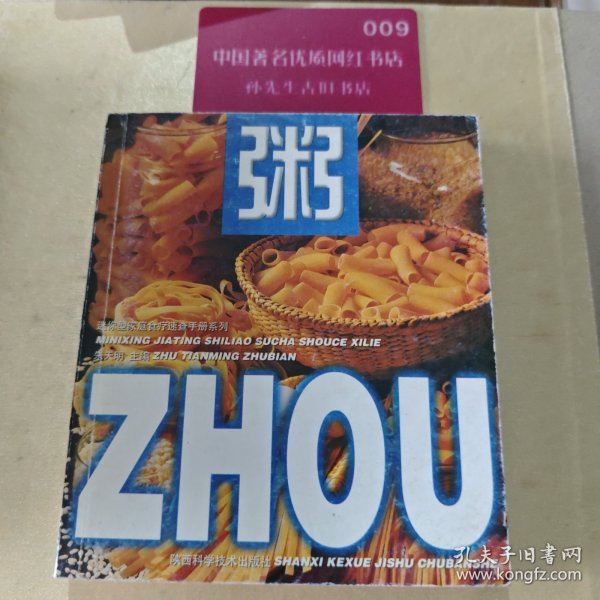 009
中国著名优质网红书店
孙先生古旧书店
粥
迷你型家庭食疗速查手册系列
MINIXING JIATING SHILIAO SUCHA SHOUCE XILIE
朱天明 主编 ZHU TIANMING ZHUBIAN
ZHOU
陕西科学技术出版社 SHANXI KEXUE JISHU CHUBANSHE
孔夫子旧书网
www.kongfz.com